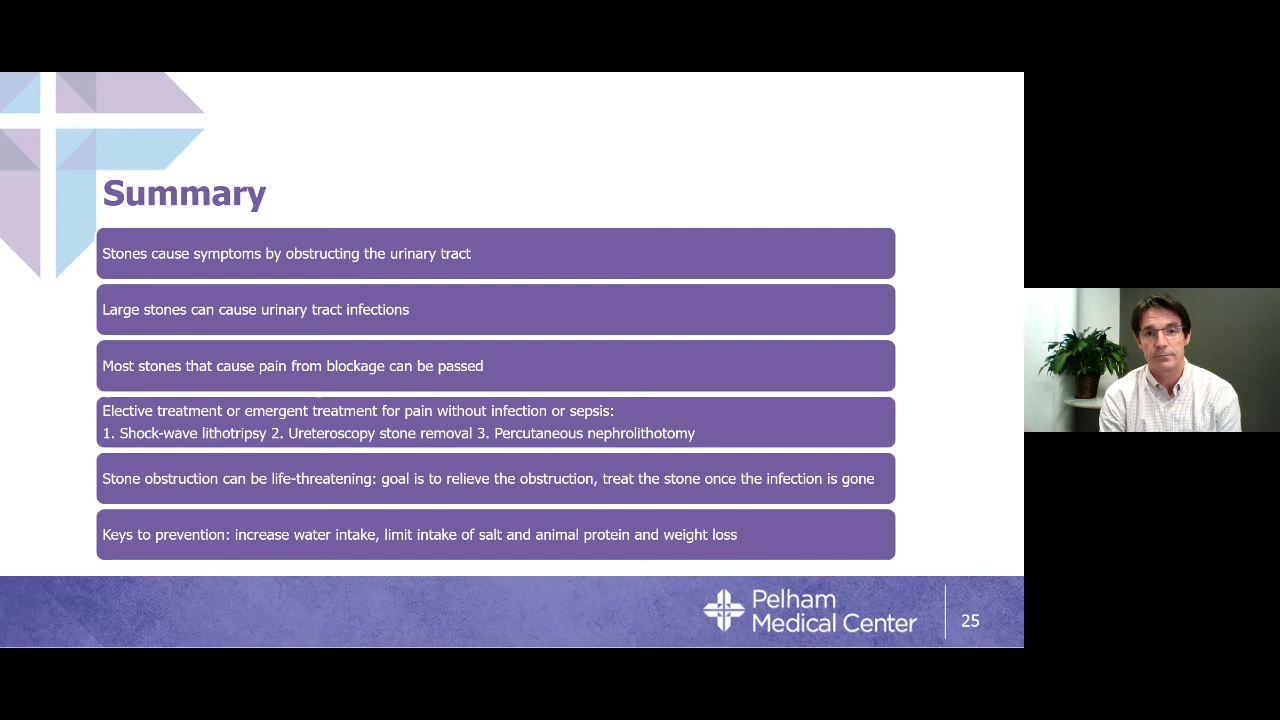 Summary
Stones cause symptoms by obstructing the urinary tract
Large stones can cause urinary tract infections
Most stones that cause pain from blockage can be passed
Elective treatment or emergent treatment for pain without infection or sepsis:
1. Shock-wave lithotripsy 2. Ureteroscopy stone removal 3. Percutaneous nephrolithotomy
Stone obstruction can be life-threatening: goal is to relieve the obstruction, treat the stone once the infection is gone
Keys to prevention: increase water intake, limit intake of salt and animal protein and weight loss
Pelham
Medical Center
25